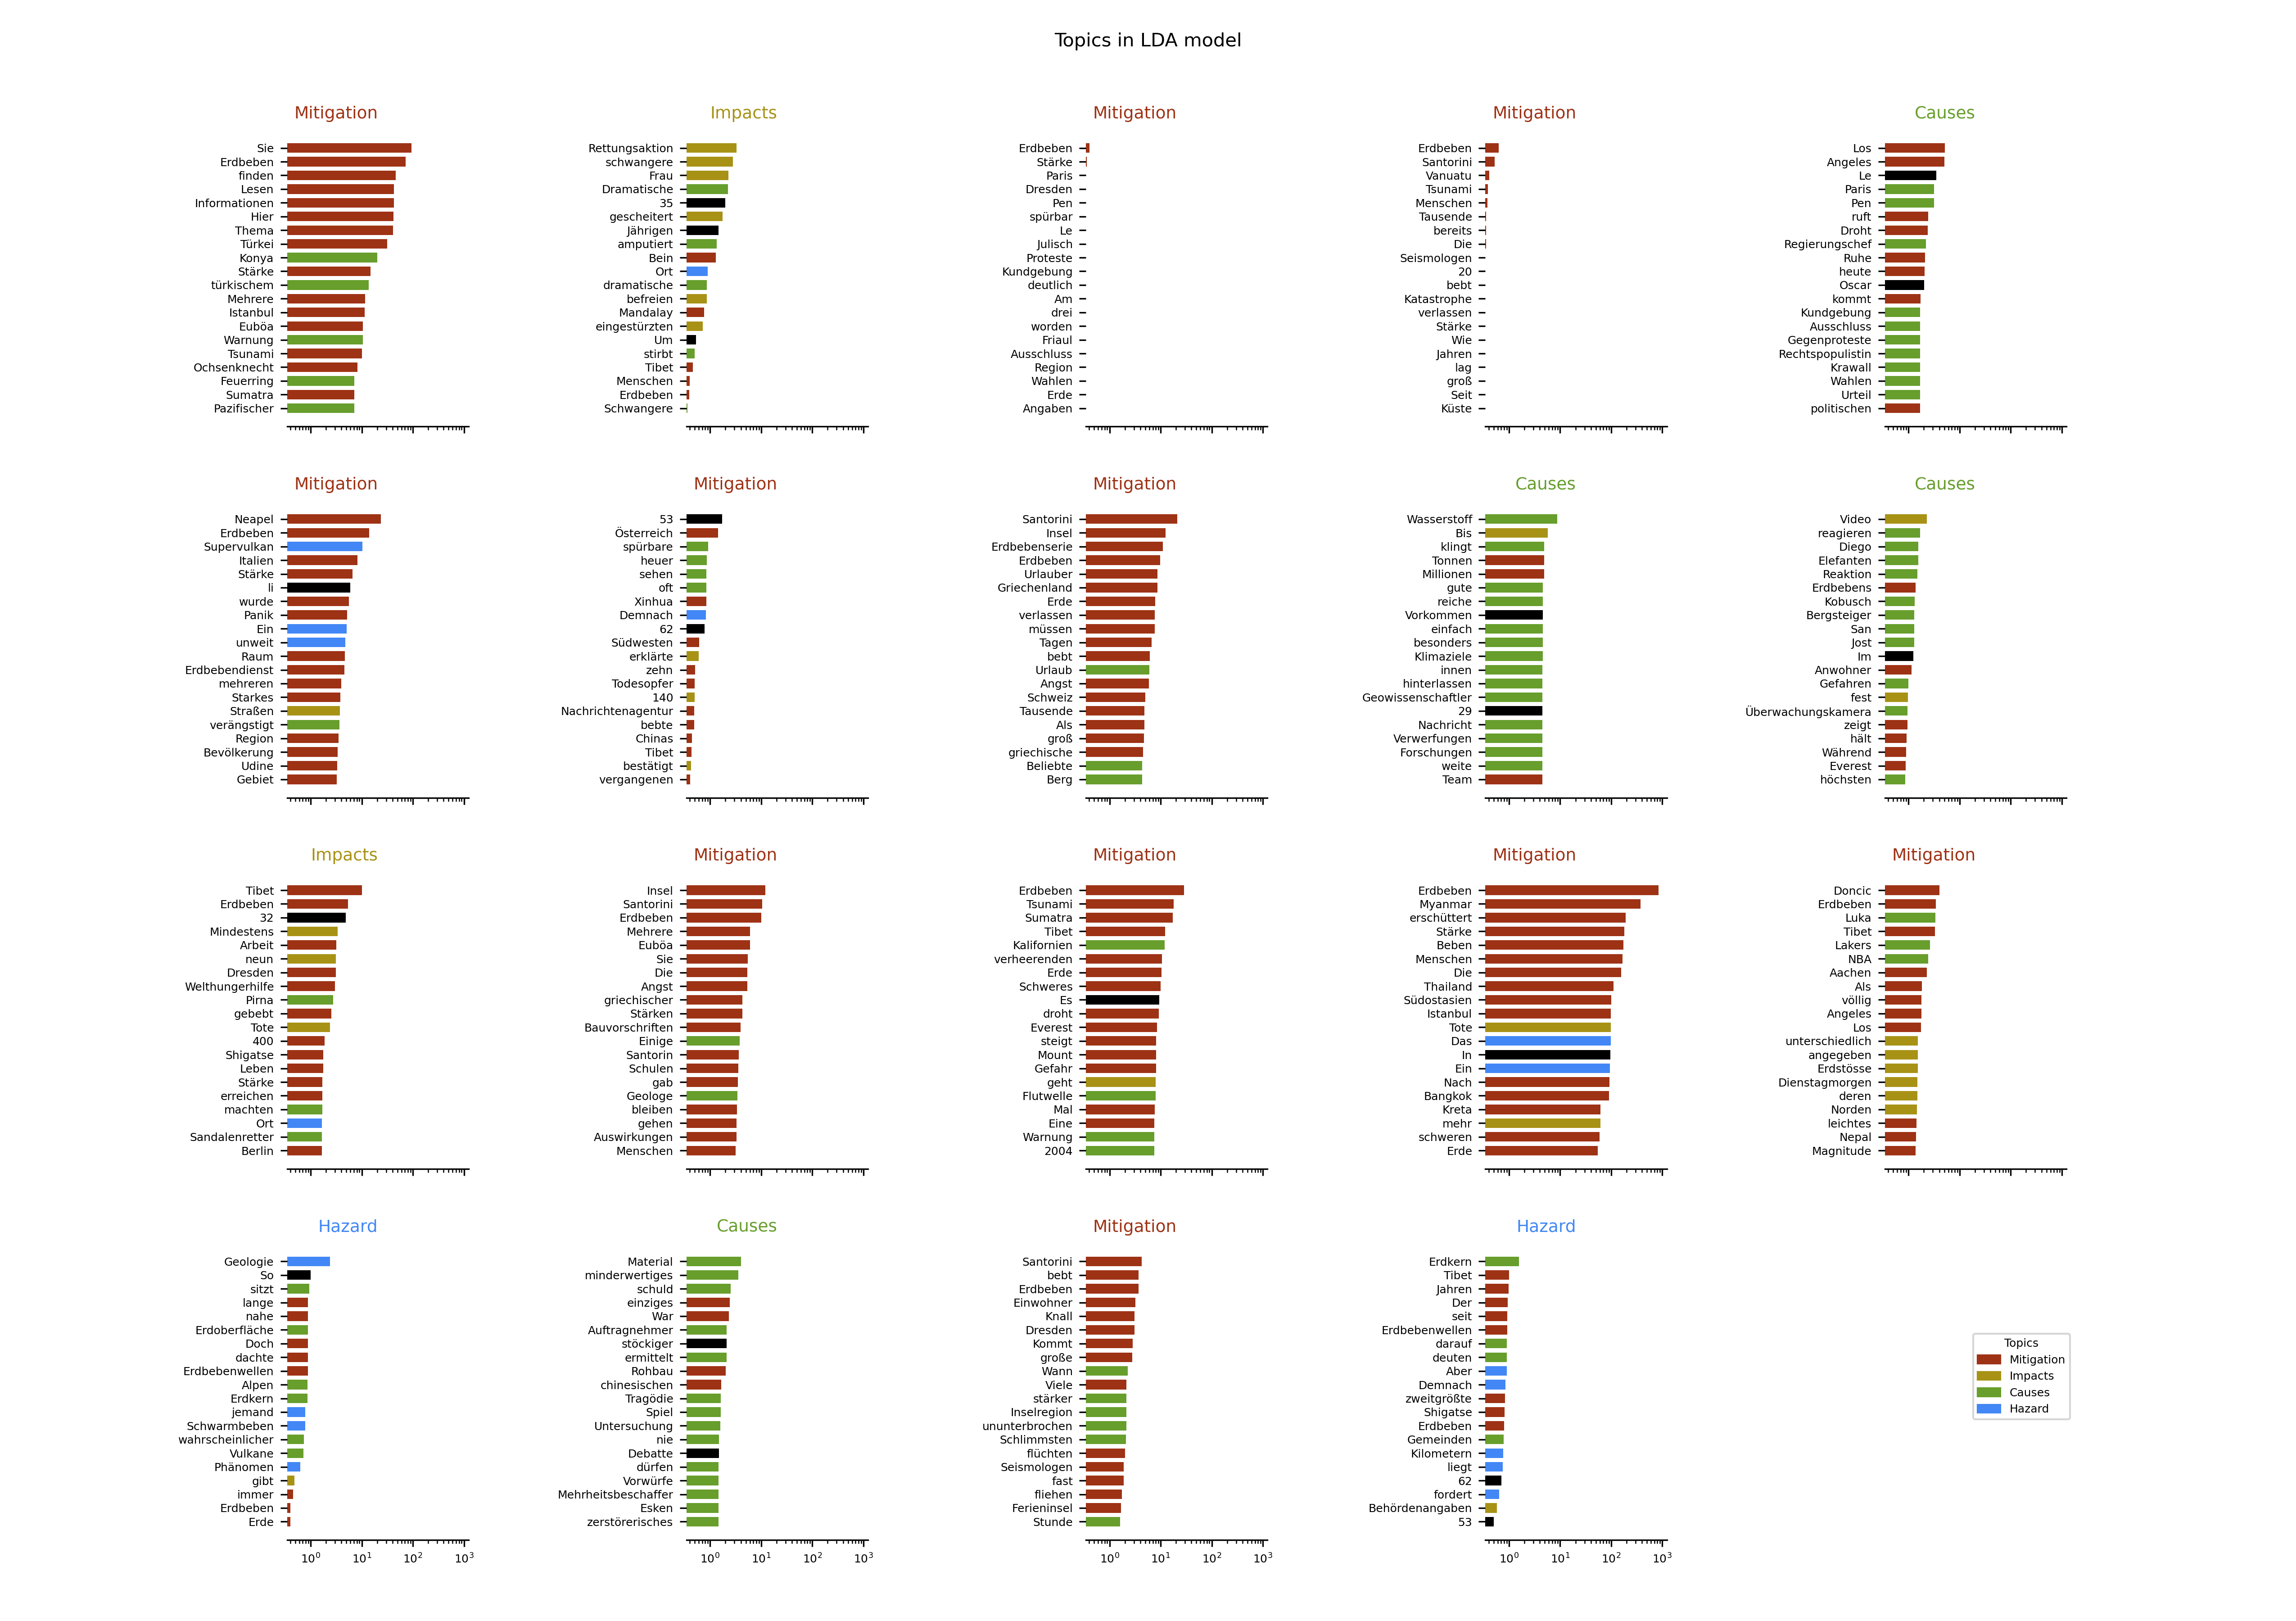 Topics in LDA model
Mitigation
Sie
Erdbeben
finden
Lesen
Informationen
Hier
Thema
Türkei
Konya
Stärke
türkischem
Mehrere
Istanbul
Euböa
Warnung
Tsunami
Ochsenknecht
Feuerring
Sumatra
Pazifischer
Impacts
Rettungsaktion
schwangere
Frau
Dramatische
35
gescheitert
Jährigen
amputiert
Bein
Ort
dramatische
befreien
Mandalay
eingestürzten
Um
stirbt
Tibet
Menschen
Erdbeben
Schwangere
Mitigation
Erdbeben
Stärke
Paris
Dresden
Pen
spürbar
Le
Julisch
Proteste
Kundgebung
deutlich
Am
drei
worden
Friaul
Ausschluss
Region
Wahlen
Erde
Angaben
Mitigation
Erdbeben
Santorini
Vanuatu
Tsunami
Menschen
Tausende
bereits
Die
Seismologen
20
bebt
Katastrophe
verlassen
Stärke
Wie
Jahren
lag
groß
Seit
Küste
Causes
Los
Angeles
Le
Paris
Pen
ruft
Droht
Regierungschef
Ruhe
heute
Oscar
kommt
Kundgebung
Ausschluss
Gegenproteste
Rechtspopulistin
Krawall
Wahlen
Urteil
politischen
Mitigation
Neapel
Erdbeben
Supervulkan
Italien
Stärke
li
wurde
Panik
Ein
unweit
Raum
Erdbebendienst
mehreren
Starkes
Straßen
verängstigt
Region
Bevölkerung
Udine
Gebiet
Mitigation
53
Österreich
spürbare
heuer
sehen
oft
Xinhua
Demnach
62
Südwesten
erklärte
zehn
Todesopfer
140
Nachrichtenagentur
bebte
Chinas
Tibet
bestätigt
vergangenen
Mitigation
Santorini
Insel
Erdbebenserie
Erdbeben
Urlauber
Griechenland
Erde
verlassen
müssen
Tagen
bebt
Urlaub
Angst
Schweiz
Tausende
Als
groß
griechische
Beliebte
Berg
Causes
Wasserstoff
Bis
klingt
Tonnen
Millionen
gute
reiche
Vorkommen
einfach
besonders
Klimaziele
innen
hinterlassen
Geowissenschaftler
29
Nachricht
Verwerfungen
Forschungen
weite
Team
Causes
Video
reagieren
Diego
Elefanten
Reaktion
Erdbebens
Kobusch
Bergsteiger
San
Jost
Im
Anwohner
Gefahren
fest
Überwachungskamera
zeigt
hält
Während
Everest
höchsten
Impacts
Tibet
Erdbeben
32
Mindestens
Arbeit
neun
Dresden
Welthungerhilfe
Pirna
gebebt
Tote
400
Shigatse
Leben
Stärke
erreichen
machten
Ort
Sandalenretter
Berlin
Mitigation
Insel
Santorini
Erdbeben
Mehrere
Euböa
Sie
Die
Angst
griechischer
Stärken
Bauvorschriften
Einige
Santorin
Schulen
gab
Geologe
bleiben
gehen
Auswirkungen
Menschen
Mitigation
Erdbeben
Tsunami
Sumatra
Tibet
Kalifornien
verheerenden
Erde
Schweres
Es
droht
Everest
steigt
Mount
Gefahr
geht
Flutwelle
Mal
Eine
Warnung
2004
Mitigation
Erdbeben
Myanmar
erschüttert
Stärke
Beben
Menschen
Die
Thailand
Südostasien
Istanbul
Tote
Das
In
Ein
Nach
Bangkok
Kreta
mehr
schweren
Erde
Mitigation
Doncic
Erdbeben
Luka
Tibet
Lakers
NBA
Aachen
Als
völlig
Angeles
Los
unterschiedlich
angegeben
Erdstösse
Dienstagmorgen
deren
Norden
leichtes
Nepal
Magnitude
Hazard
Geologie
So
sitzt
lange
nahe
Erdoberfläche
Doch
dachte
Erdbebenwellen
Alpen
Erdkern
jemand
Schwarmbeben
wahrscheinlicher
Vulkane
Phänomen
gibt
immer
Erdbeben
Erde
10⁰ 10¹ 10² 10³
Causes
Material
minderwertiges
schuld
einziges
War
Auftragnehmer
stöckiger
ermittelt
Rohbau
chinesischen
Tragödie
Spiel
Untersuchung
nie
Debatte
dürfen
Vorwürfe
Mehrheitsbeschaffer
Esken
zerstörerisches
10⁰ 10¹ 10² 10³
Mitigation
Santorini
bebt
Erdbeben
Einwohner
Knall
Dresden
Kommt
große
Wann
Viele
stärker
Inselregion
ununterbrochen
Schlimmsten
flüchten
Seismologen
fast
fliehen
Ferieninsel
Stunde
10⁰ 10¹ 10² 10³
Hazard
Erdkern
Tibet
Jahren
Der
seit
Erdbebenwellen
darauf
deuten
Aber
Demnach
zweitgrößte
Shigatse
Erdbeben
Gemeinden
Kilometern
liegt
62
fordert
Behördenangaben
53
10⁰ 10¹ 10² 10³
Topics
Mitigation
Impacts
Causes
Hazard